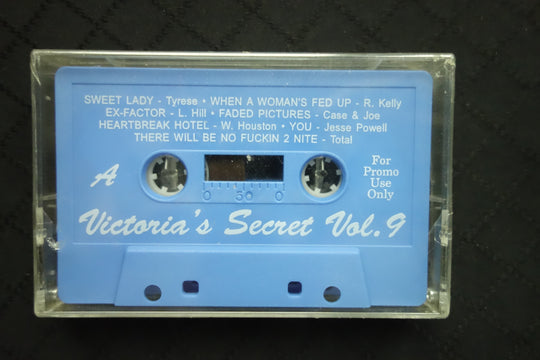 SWEET LADY - Tyrese • WHEN A WOMAN'S FED UP - R. Kelly
EX-FACTOR - L. Hill • FADED PICTURES - Case & Joe
HEARTBREAK HOTEL - W. Houston • YOU - Jesse Powell
THERE WILL BE NO FUCKIN 2 NITE - Total
A
0 50 0
For
Promo
Use
Only
Victoria's Secret Vol. 9